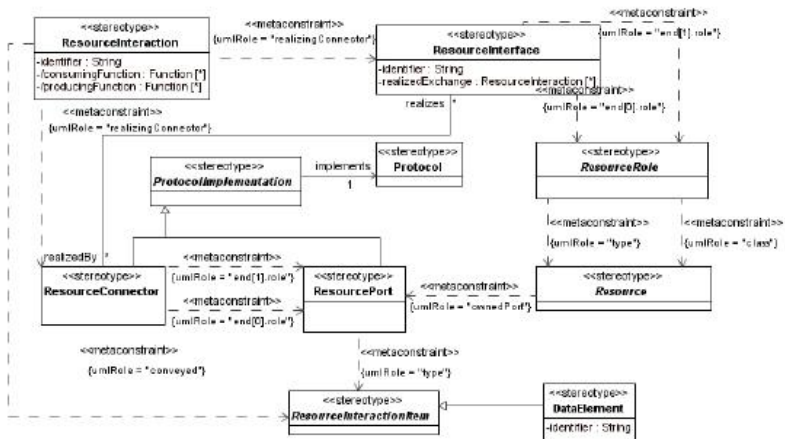 <<stereotype>>
ResourceInteraction
-identifier : String
-/consumingFunction : Function [*]
-/producingFunction : Function [*]
<<metaconstraint>>
{umlRole = "realizingConnector"}
<<stereotype>>
ResourceInterface
-identifier : String
-realizedExchange : ResourceInteraction [*]
<<metaconstraint>>
{umlRole = "end[1].role"}
<<metaconstraint>>
{umlRole = "end[0].role"}
<<metaconstraint>>
{umlRole = "realizingConnector"}
realizes
*
<<stereotype>>
ProtocolImplementation
implements
1
<<stereotype>>
Protocol
<<stereotype>>
ResourceRole
<<metaconstraint>>
{umlRole = "type"}
<<metaconstraint>>
{umlRole = "class"}
realizedBy
*
<<stereotype>>
ResourceConnector
<<metaconstraint>>
{umlRole = "end[1].role"}
<<metaconstraint>>
{umlRole = "end[0].role"}
<<stereotype>>
ResourcePort
<<metaconstraint>>
{umlRole = "ownedPort"}
<<stereotype>>
Resource
<<metaconstraint>>
{umlRole = "conveyed"}
<<metaconstraint>>
{umlRole = "type"}
<<stereotype>>
ResourceInteractionItem
<<stereotype>>
DataElement
-identifier : String